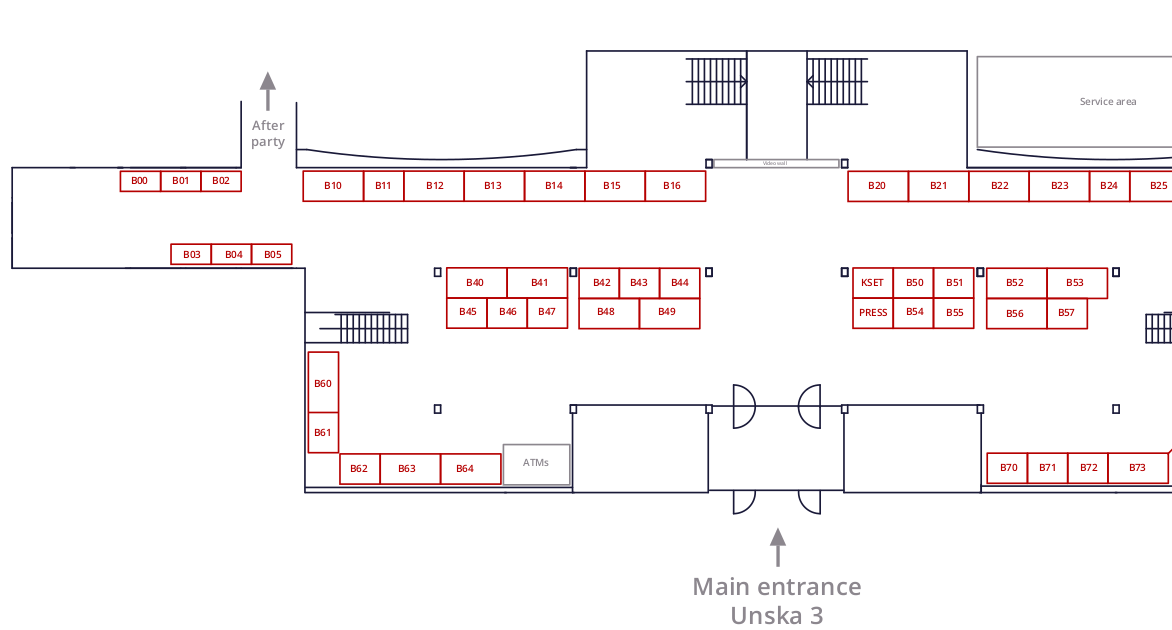 Service area
After
party
Video wall
B00 B01 B02
B10 B11 B12 B13 B14 B15 B16
B20 B21 B22 B23 B24 B25
B03 B04 B05
B40 B41 B42 B43 B44
KSET B50 B51 B52 B53
B45 B46 B47 B48 B49
PRESS B54 B55 B56 B57
B60
B61
B62 B63 B64
ATMs
B70 B71 B72 B73
Main entrance
Unska 3